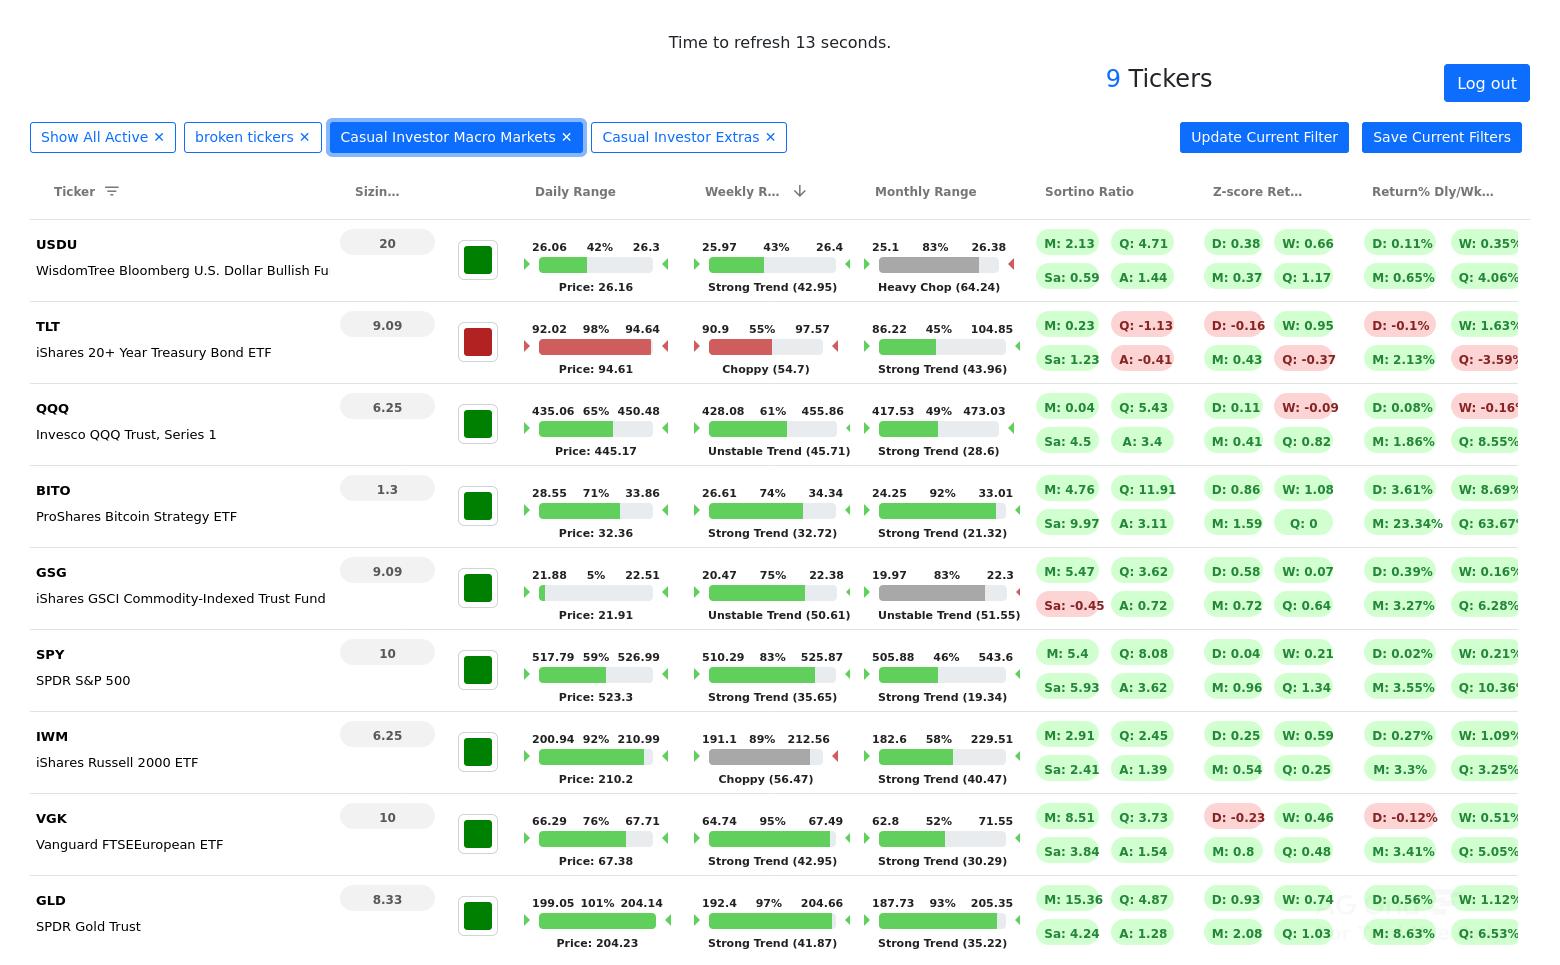 Time to refresh 13 seconds.
9 Tickers
Log out
Show All Active ✕ broken tickers ✕ Casual Investor Macro Markets ✕ Casual Investor Extras ✕ Update Current Filter Save Current Filters
Ticker Sizin… Daily Range Weekly R… Monthly Range Sortino Ratio Z-score Ret… Return% Dly/Wk…
USDU 20 26.06 42% 26.3 25.97 43% 26.4 25.1 83% 26.38 M: 2.13 Q: 4.71 D: 0.38 W: 0.66 D: 0.11% W: 0.35%
WisdomTree Bloomberg U.S. Dollar Bullish Fu Price: 26.16 Strong Trend (42.95) Heavy Chop (64.24) Sa: 0.59 A: 1.44 M: 0.37 Q: 1.17 M: 0.65% Q: 4.06%
TLT 9.09 92.02 98% 94.64 90.9 55% 97.57 86.22 45% 104.85 M: 0.23 Q: -1.13 D: -0.16 W: 0.95 D: -0.1% W: 1.63%
iShares 20+ Year Treasury Bond ETF Price: 94.61 Choppy (54.7) Strong Trend (43.96) Sa: 1.23 A: -0.41 M: 0.43 Q: -0.37 M: 2.13% Q: -3.59%
QQQ 6.25 435.06 65% 450.48 428.08 61% 455.86 417.53 49% 473.03 M: 0.04 Q: 5.43 D: 0.11 W: -0.09 D: 0.08% W: -0.16%
Invesco QQQ Trust, Series 1 Price: 445.17 Unstable Trend (45.71) Strong Trend (28.6) Sa: 4.5 A: 3.4 M: 0.41 Q: 0.82 M: 1.86% Q: 8.55%
BITO 1.3 28.55 71% 33.86 26.61 74% 34.34 24.25 92% 33.01 M: 4.76 Q: 11.91 D: 0.86 W: 1.08 D: 3.61% W: 8.69%
ProShares Bitcoin Strategy ETF Price: 32.36 Strong Trend (32.72) Strong Trend (21.32) Sa: 9.97 A: 3.11 M: 1.59 Q: 0 M: 23.34% Q: 63.67%
GSG 9.09 21.88 5% 22.51 20.47 75% 22.38 19.97 83% 22.3 M: 5.47 Q: 3.62 D: 0.58 W: 0.07 D: 0.39% W: 0.16%
iShares GSCI Commodity-Indexed Trust Fund Price: 21.91 Unstable Trend (50.61) Unstable Trend (51.55) Sa: -0.45 A: 0.72 M: 0.72 Q: 0.64 M: 3.27% Q: 6.28%
SPY 10 517.79 59% 526.99 510.29 83% 525.87 505.88 46% 543.6 M: 5.4 Q: 8.08 D: 0.04 W: 0.21 D: 0.02% W: 0.21%
SPDR S&P 500 Price: 523.3 Strong Trend (35.65) Strong Trend (19.34) Sa: 5.93 A: 3.62 M: 0.96 Q: 1.34 M: 3.55% Q: 10.36%
IWM 6.25 200.94 92% 210.99 191.1 89% 212.56 182.6 58% 229.51 M: 2.91 Q: 2.45 D: 0.25 W: 0.59 D: 0.27% W: 1.09%
iShares Russell 2000 ETF Price: 210.2 Choppy (56.47) Strong Trend (40.47) Sa: 2.41 A: 1.39 M: 0.54 Q: 0.25 M: 3.3% Q: 3.25%
VGK 10 66.29 76% 67.71 64.74 95% 67.49 62.8 52% 71.55 M: 8.51 Q: 3.73 D: -0.23 W: 0.46 D: -0.12% W: 0.51%
Vanguard FTSEEuropean ETF Price: 67.38 Strong Trend (42.95) Strong Trend (30.29) Sa: 3.84 A: 1.54 M: 0.8 Q: 0.48 M: 3.41% Q: 5.05%
GLD 8.33 199.05 101% 204.14 192.4 97% 204.66 187.73 93% 205.35 M: 15.36 Q: 4.87 D: 0.93 W: 0.74 D: 0.56% W: 1.12%
SPDR Gold Trust Price: 204.23 Strong Trend (41.87) Strong Trend (35.22) Sa: 4.24 A: 1.28 M: 2.08 Q: 1.03 M: 8.63% Q: 6.53%